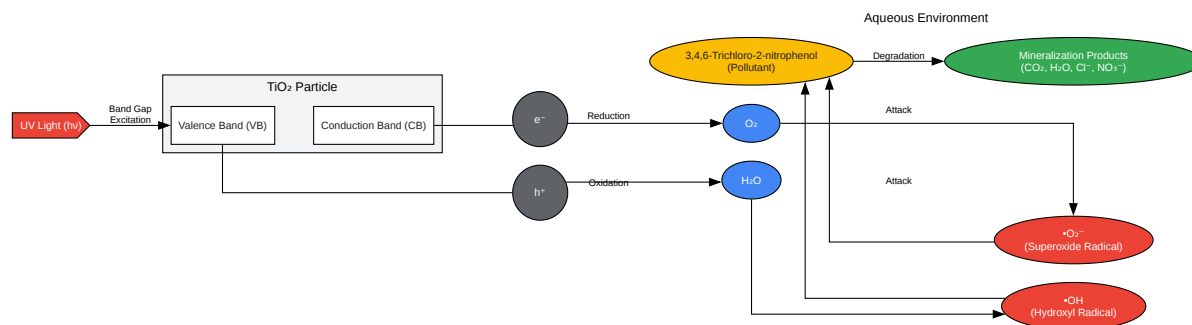 Aqueous Environment
3,4,6-Trichloro-2-nitrophenol
(Pollutant)
Degradation
Mineralization Products
(CO₂, H₂O, Cl⁻, NO₃⁻)
TiO₂ Particle
UV Light (hν)
Band Gap
Excitation
Valence Band (VB)
Conduction Band (CB)
e⁻
Reduction
O₂
Attack
h⁺
Oxidation
H₂O
Attack
•O₂⁻
(Superoxide Radical)
•OH
(Hydroxyl Radical)